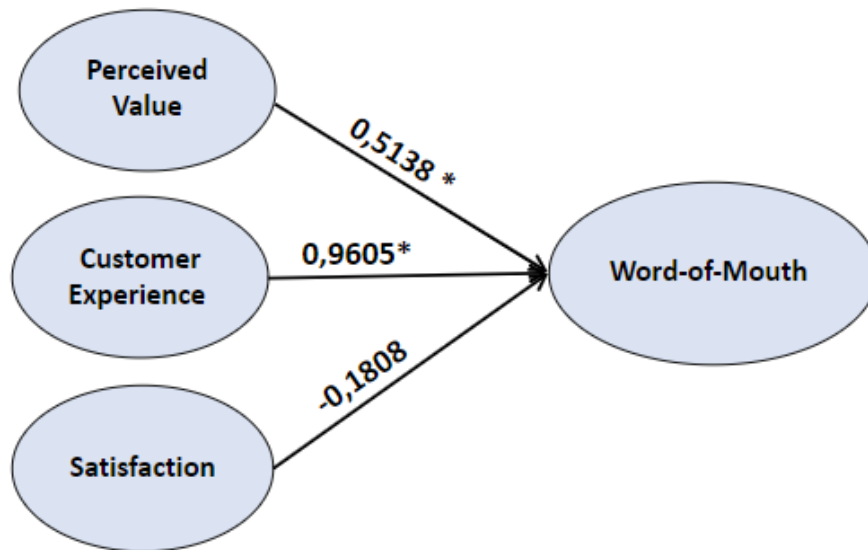 Perceived
Value
0,5138 *
Customer
Experience
0,9605*
Word-of-Mouth
-0,1808
Satisfaction